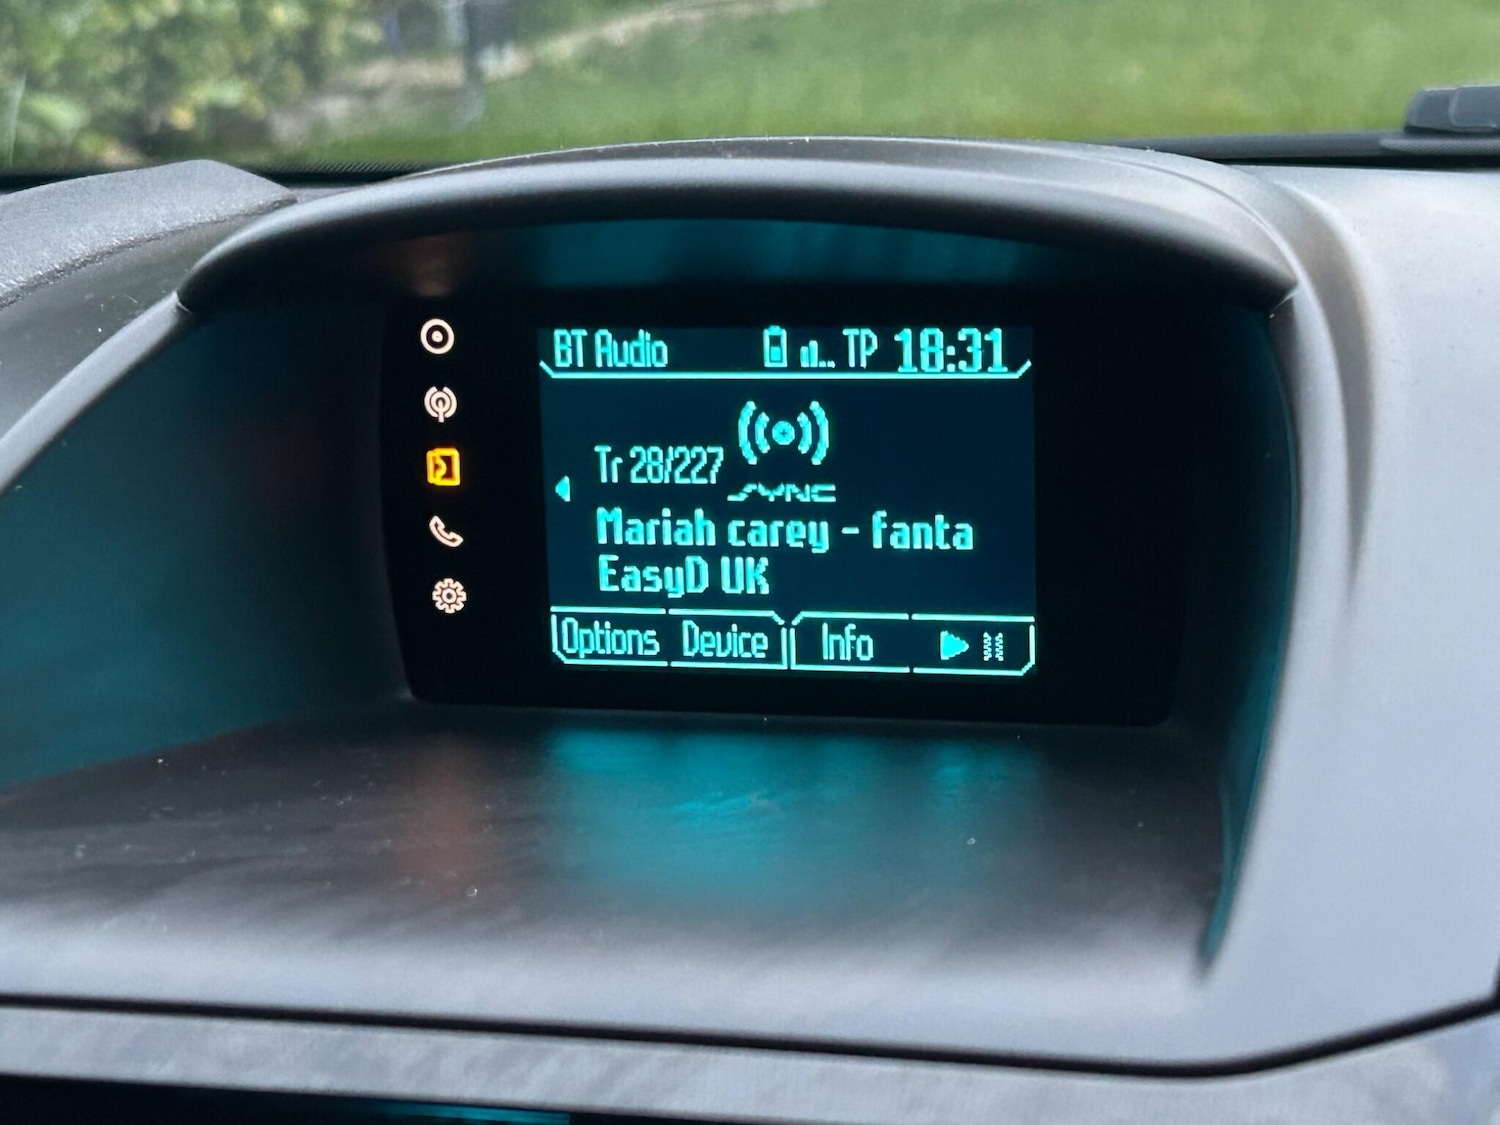 BT Audio TP 18:31
Tr 28/227
SYNC
Mariah carey - fanta
EasyD UK
Options Device Info